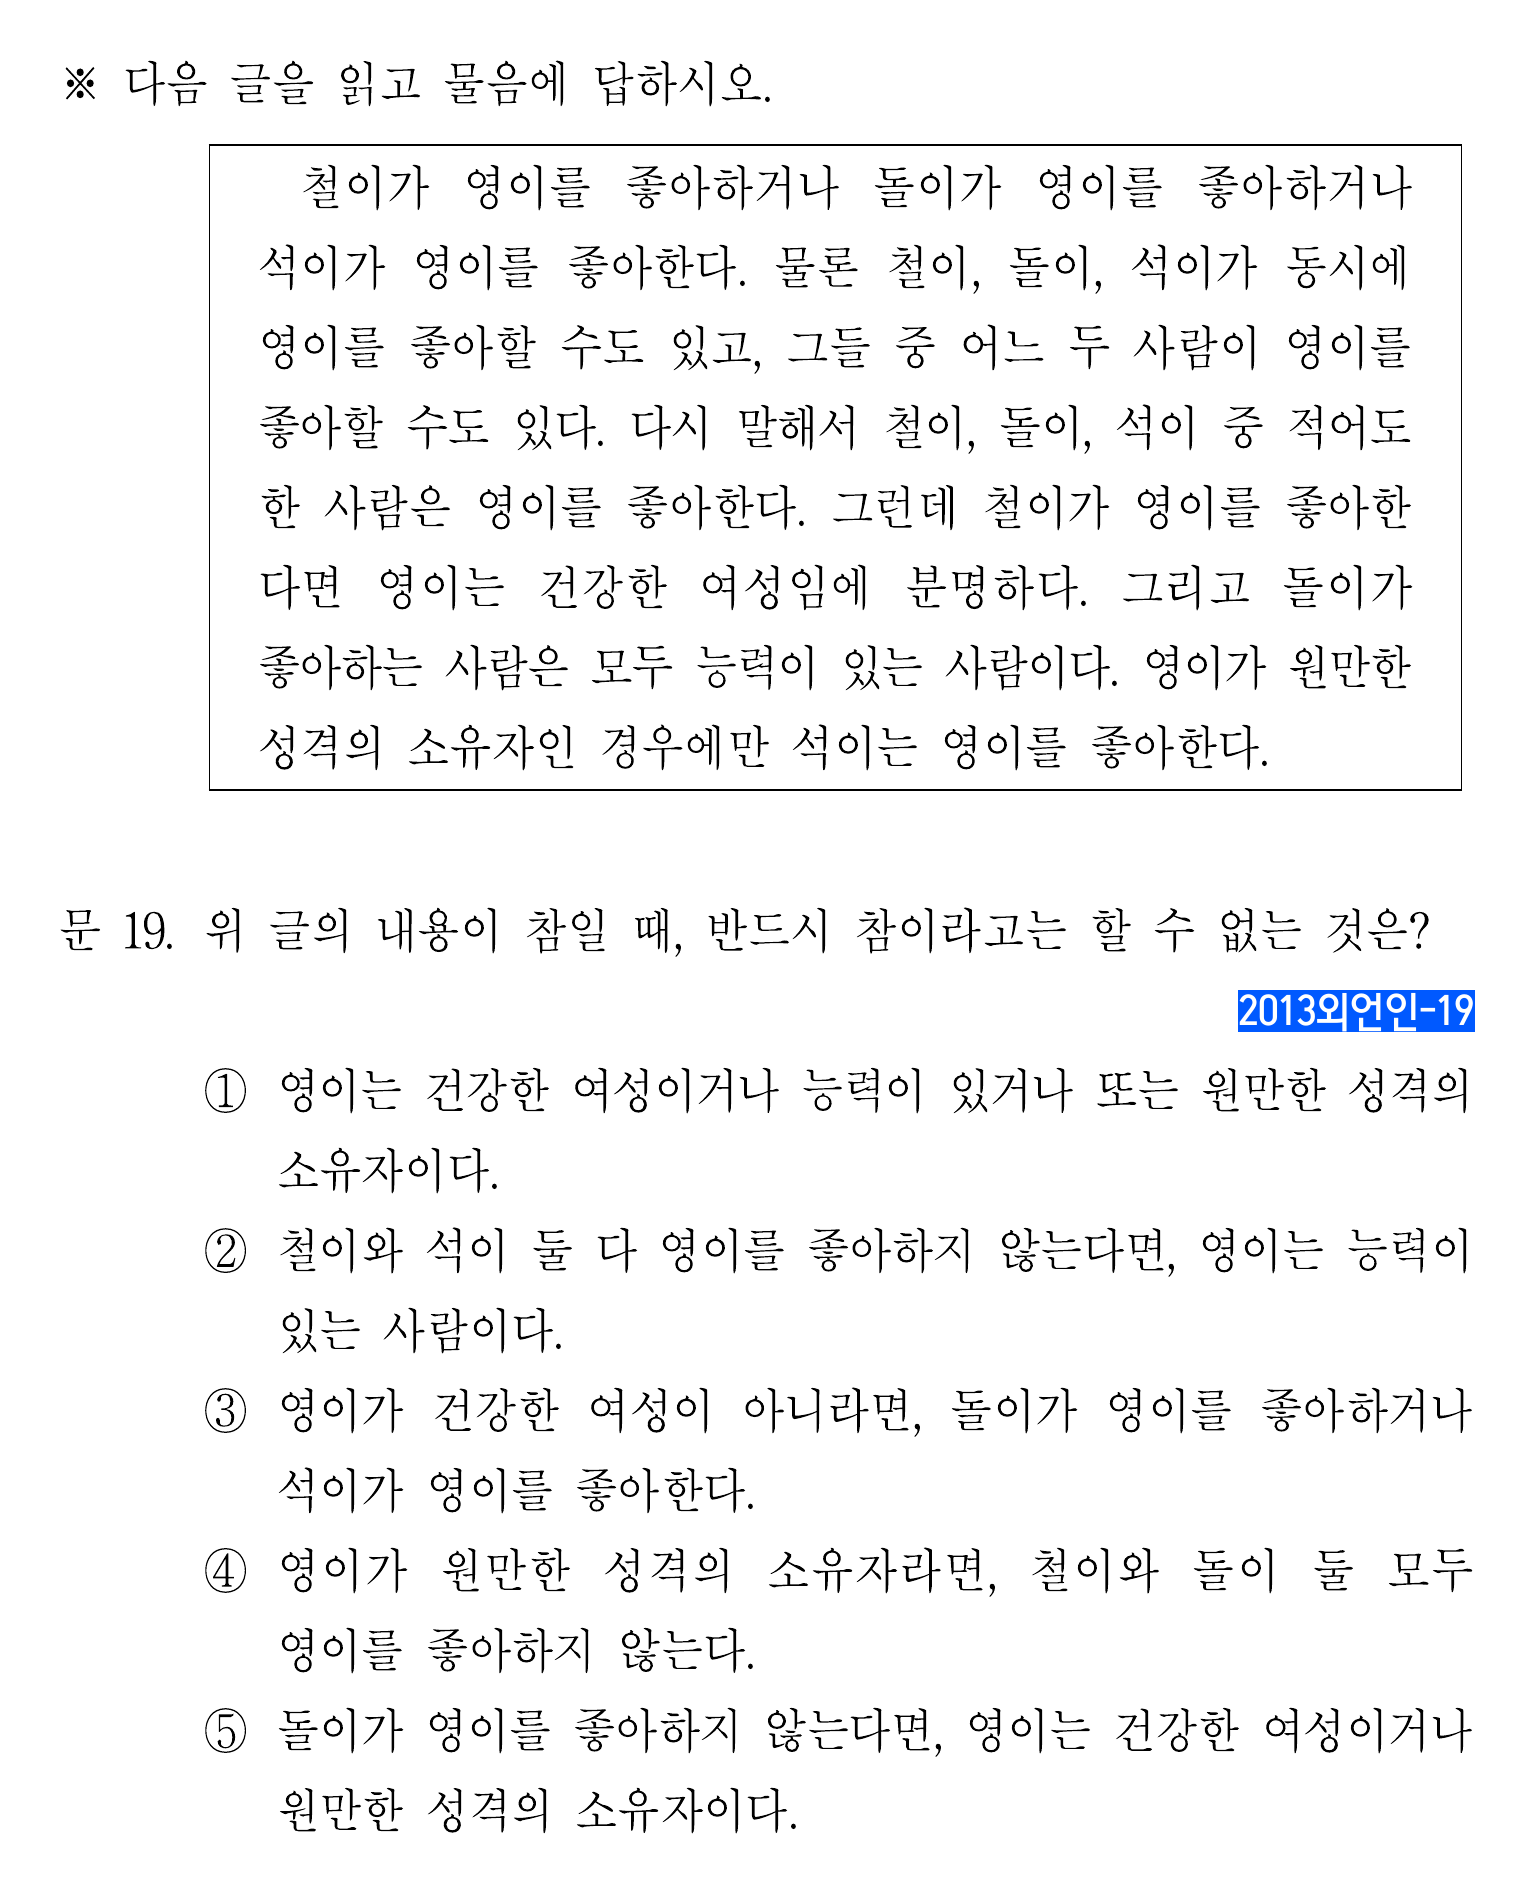 ※ 다음 글을 읽고 물음에 답하시오.
철이가 영이를 좋아하거나 돌이가 영이를 좋아하거나
석이가 영이를 좋아한다. 물론 철이, 돌이, 석이가 동시에
영이를 좋아할 수도 있고, 그들 중 어느 두 사람이 영이를
좋아할 수도 있다. 다시 말해서 철이, 돌이, 석이 중 적어도
한 사람은 영이를 좋아한다. 그런데 철이가 영이를 좋아한
다면 영이는 건강한 여성임에 분명하다. 그리고 돌이가
좋아하는 사람은 모두 능력이 있는 사람이다. 영이가 원만한
성격의 소유자인 경우에만 석이는 영이를 좋아한다.
문 19. 위 글의 내용이 참일 때, 반드시 참이라고는 할 수 없는 것은?
2013외언인-19
① 영이는 건강한 여성이거나 능력이 있거나 또는 원만한 성격의
소유자이다.
② 철이와 석이 둘 다 영이를 좋아하지 않는다면, 영이는 능력이
있는 사람이다.
③ 영이가 건강한 여성이 아니라면, 돌이가 영이를 좋아하거나
석이가 영이를 좋아한다.
④ 영이가 원만한 성격의 소유자라면, 철이와 돌이 둘 모두
영이를 좋아하지 않는다.
⑤ 돌이가 영이를 좋아하지 않는다면, 영이는 건강한 여성이거나
원만한 성격의 소유자이다.